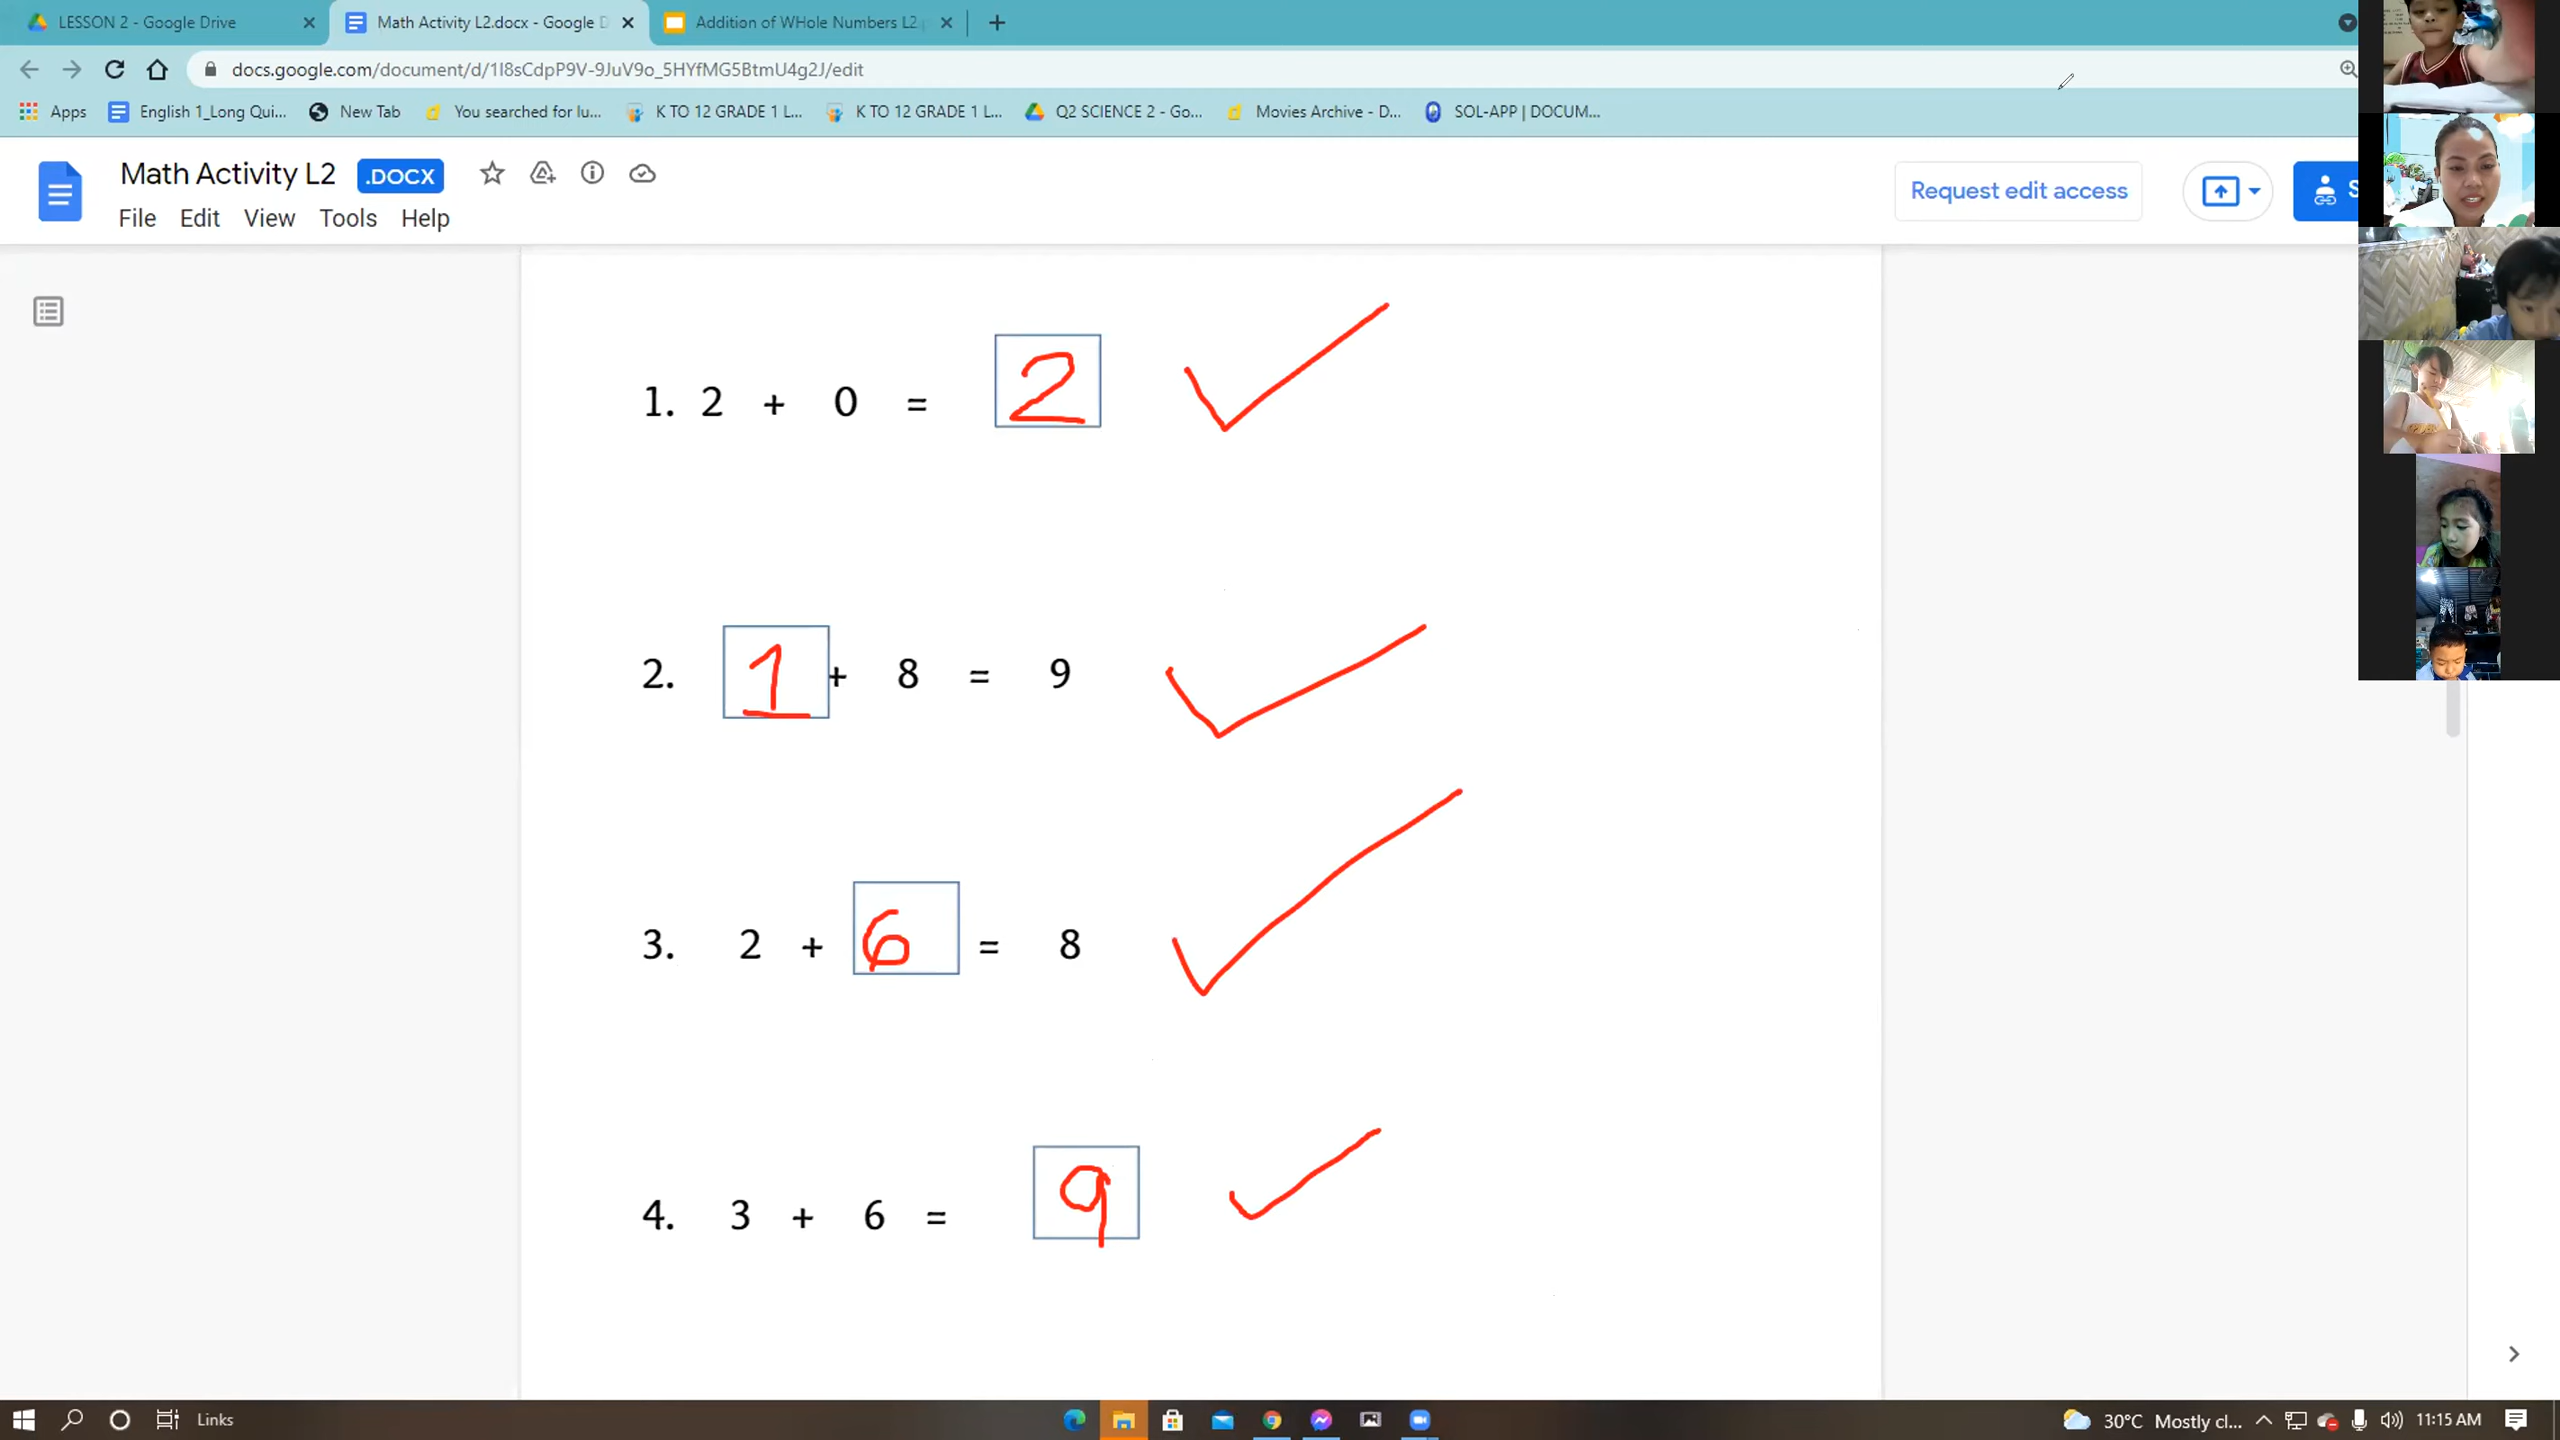 LESSON 2 - Google Drive
Math Activity L2.docx - Google D
Addition of WHole Numbers L2
docs.google.com/document/d/1I8sCdpP9V-9JuV9o_5HYfMG5BtmU4g2J/edit
Apps English 1_Long Qui... New Tab You searched for lu... K TO 12 GRADE 1 L... K TO 12 GRADE 1 L... Q2 SCIENCE 2 - Go... Movies Archive - D... SOL-APP | DOCUM...
Math Activity L2 .DOCX
Request edit access
S
File Edit View Tools Help
1. 2 + 0 = 2
2. 1 + 8 = 9
3. 2 + 6 = 8
4. 3 + 6 = 9
Links
30°C Mostly cl...
11:15 AM